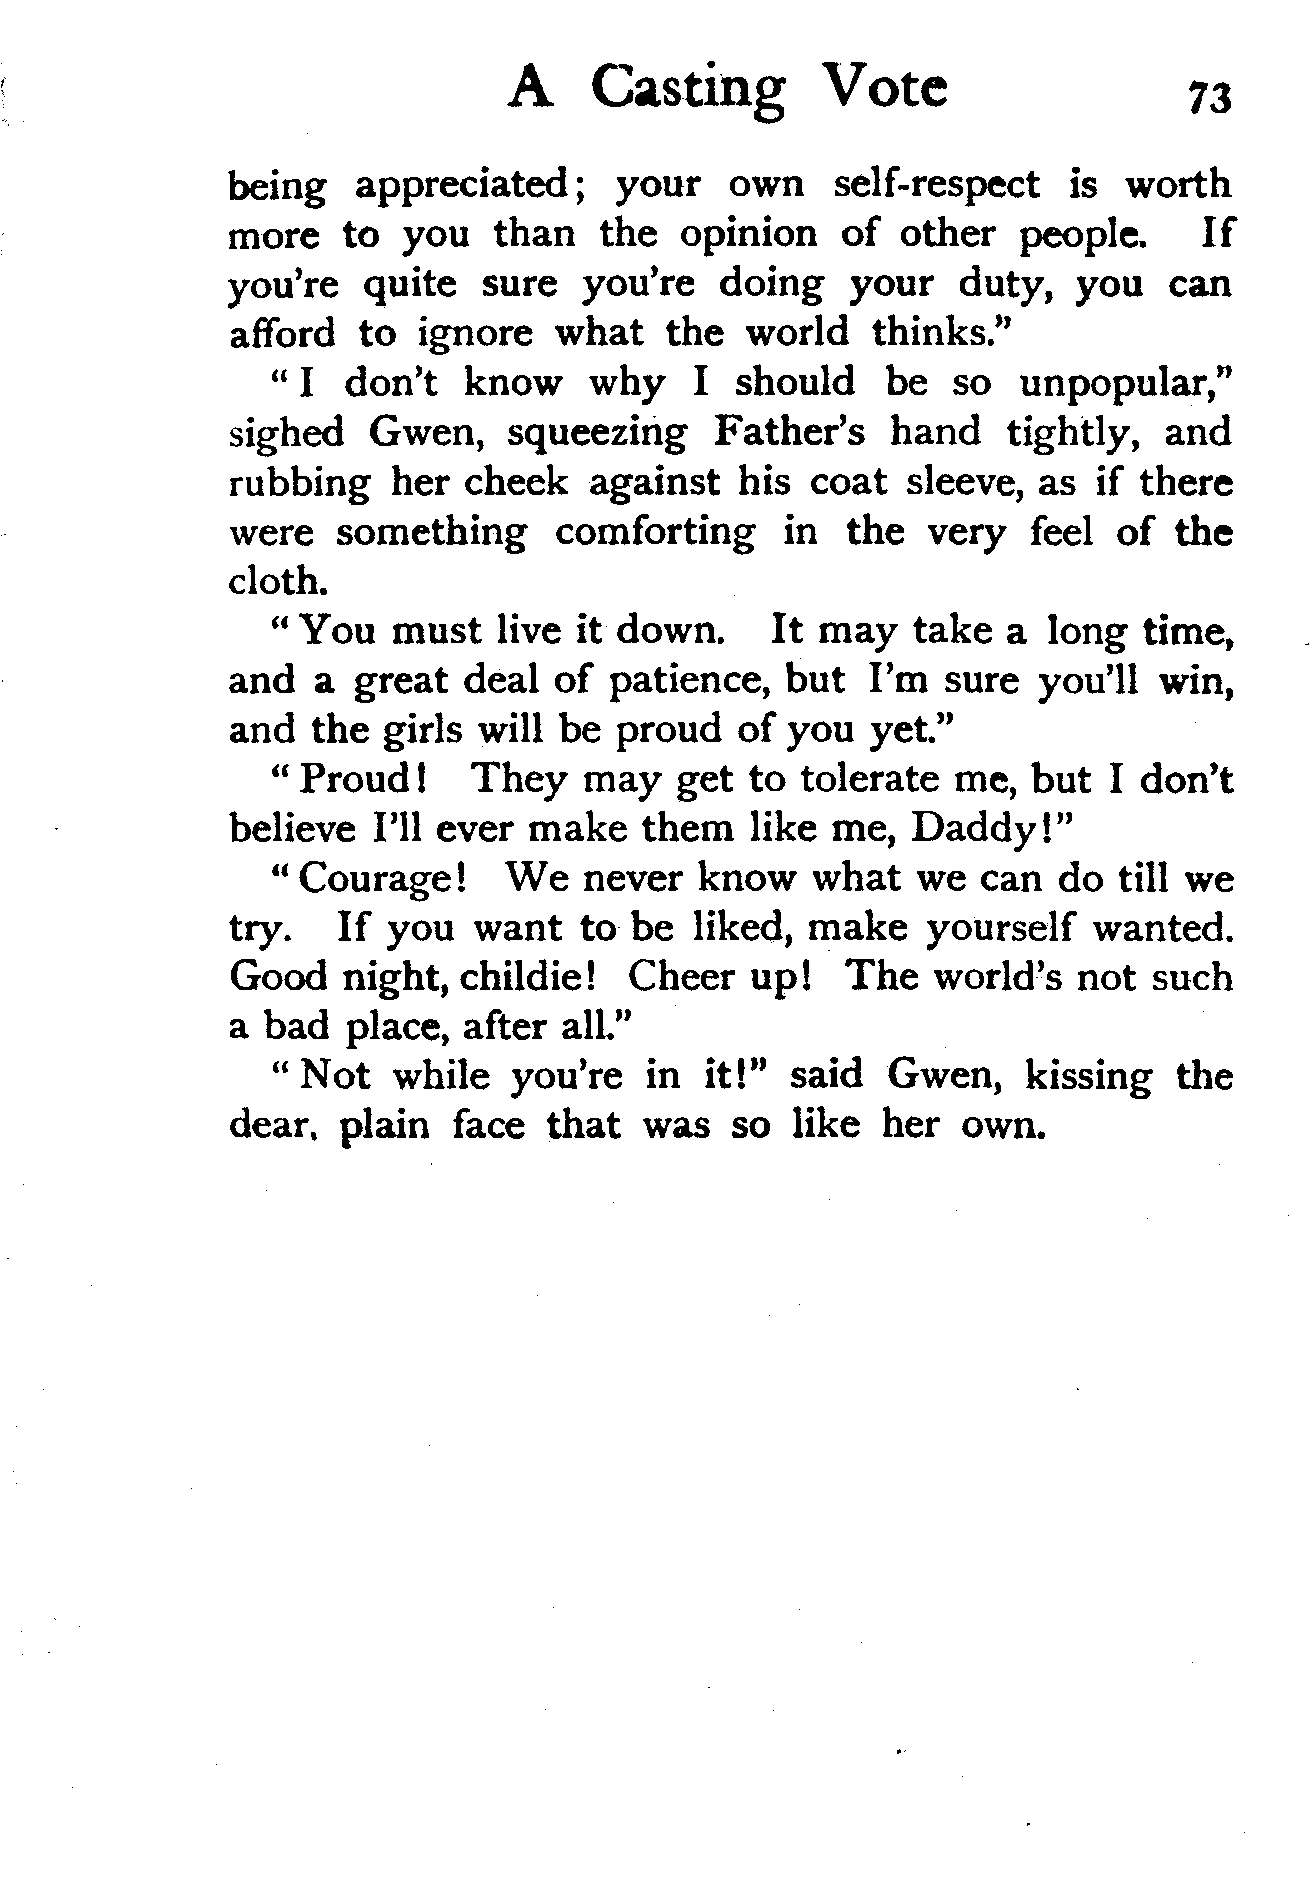 A Casting Vote 73
being appreciated; your own self-respect is worth
more to you than the opinion of other people. If
you're quite sure you're doing your duty, you can
afford to ignore what the world thinks."
"I don't know why I should be so unpopular,"
sighed Gwen, squeezing Father's hand tightly, and
rubbing her cheek against his coat sleeve, as if there
were something comforting in the very feel of the
cloth.
"You must live it down. It may take a long time,
and a great deal of patience, but I'm sure you'll win,
and the girls will be proud of you yet."
"Proud! They may get to tolerate me, but I don't
believe I'll ever make them like me, Daddy!"
"Courage! We never know what we can do till we
try. If you want to be liked, make yourself wanted.
Good night, childie! Cheer up! The world's not such
a bad place, after all."
"Not while you're in it!" said Gwen, kissing the
dear, plain face that was so like her own.